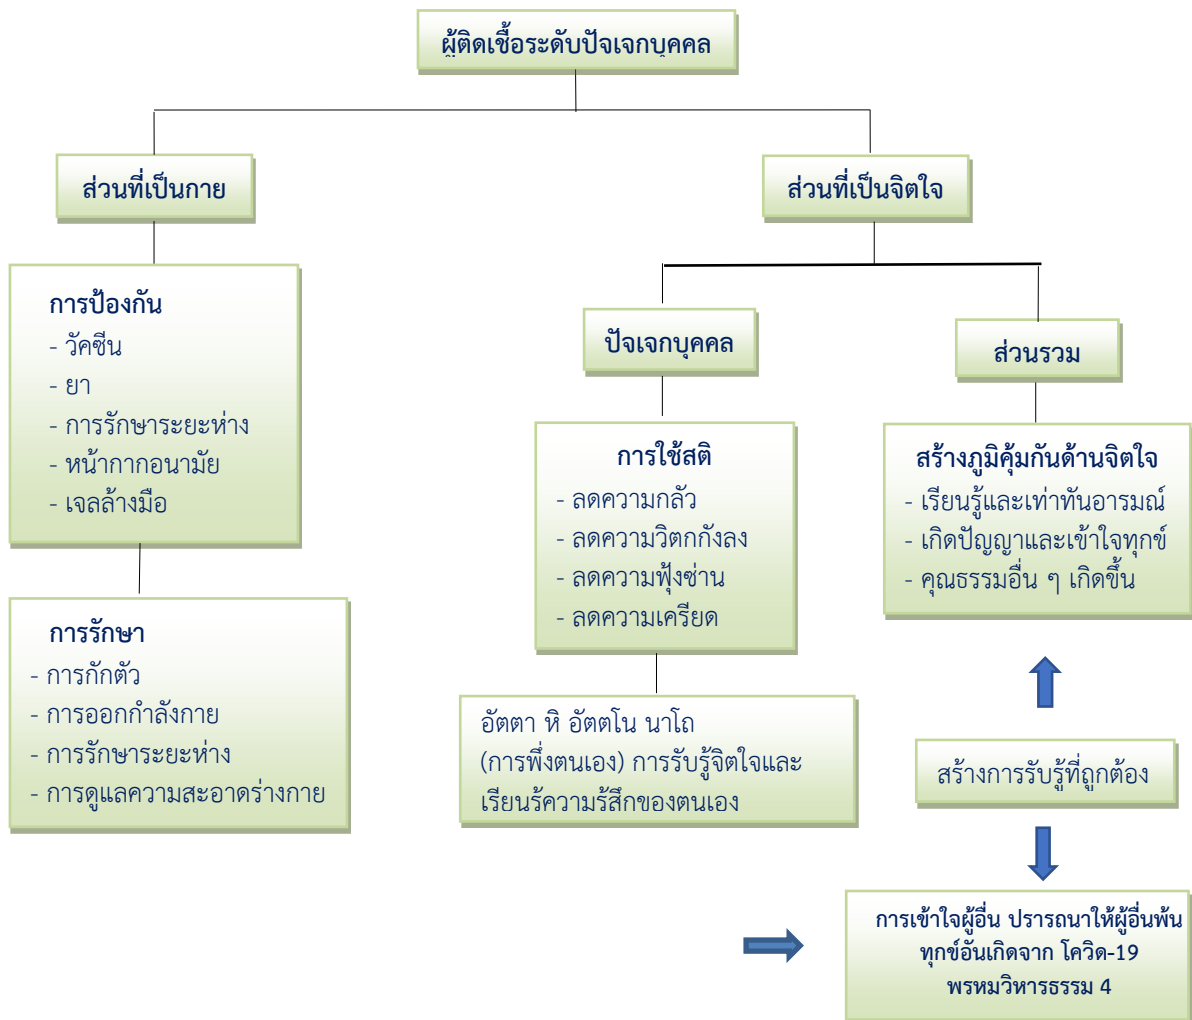 ผู้ติดเชื้อระดับปัจเจกบุคคล
ส่วนที่เป็นกาย
ส่วนที่เป็นจิตใจ
การป้องกัน
- วัคซีน
- ยา
- การรักษาระยะห่าง
- หน้ากากอนามัย
- เจลล้างมือ
การรักษา
- การกักตัว
- การออกกำลังกาย
- การรักษาระยะห่าง
- การดูแลความสะอาดร่างกาย
ปัจเจกบุคคล
การใช้สติ
- ลดความกลัว
- ลดความวิตกกังลง
- ลดความฟุ้งซ่าน
- ลดความเครียด
อัตตา หิ อัตตโน นาโถ
(การพึ่งตนเอง) การรับรู้จิตใจและ
เรียนรู้ความรู้สึกของตนเอง
ส่วนรวม
สร้างภูมิคุ้มกันด้านจิตใจ
- เรียนรู้และเท่าทันอารมณ์
- เกิดปัญญาและเข้าใจทุกข์
- คุณธรรมอื่น ๆ เกิดขึ้น
สร้างการรับรู้ที่ถูกต้อง
การเข้าใจผู้อื่น ปรารถนาให้ผู้อื่นพ้น
ทุกข์อันเกิดจาก โควิด-19
พรหมวิหารธรรม 4